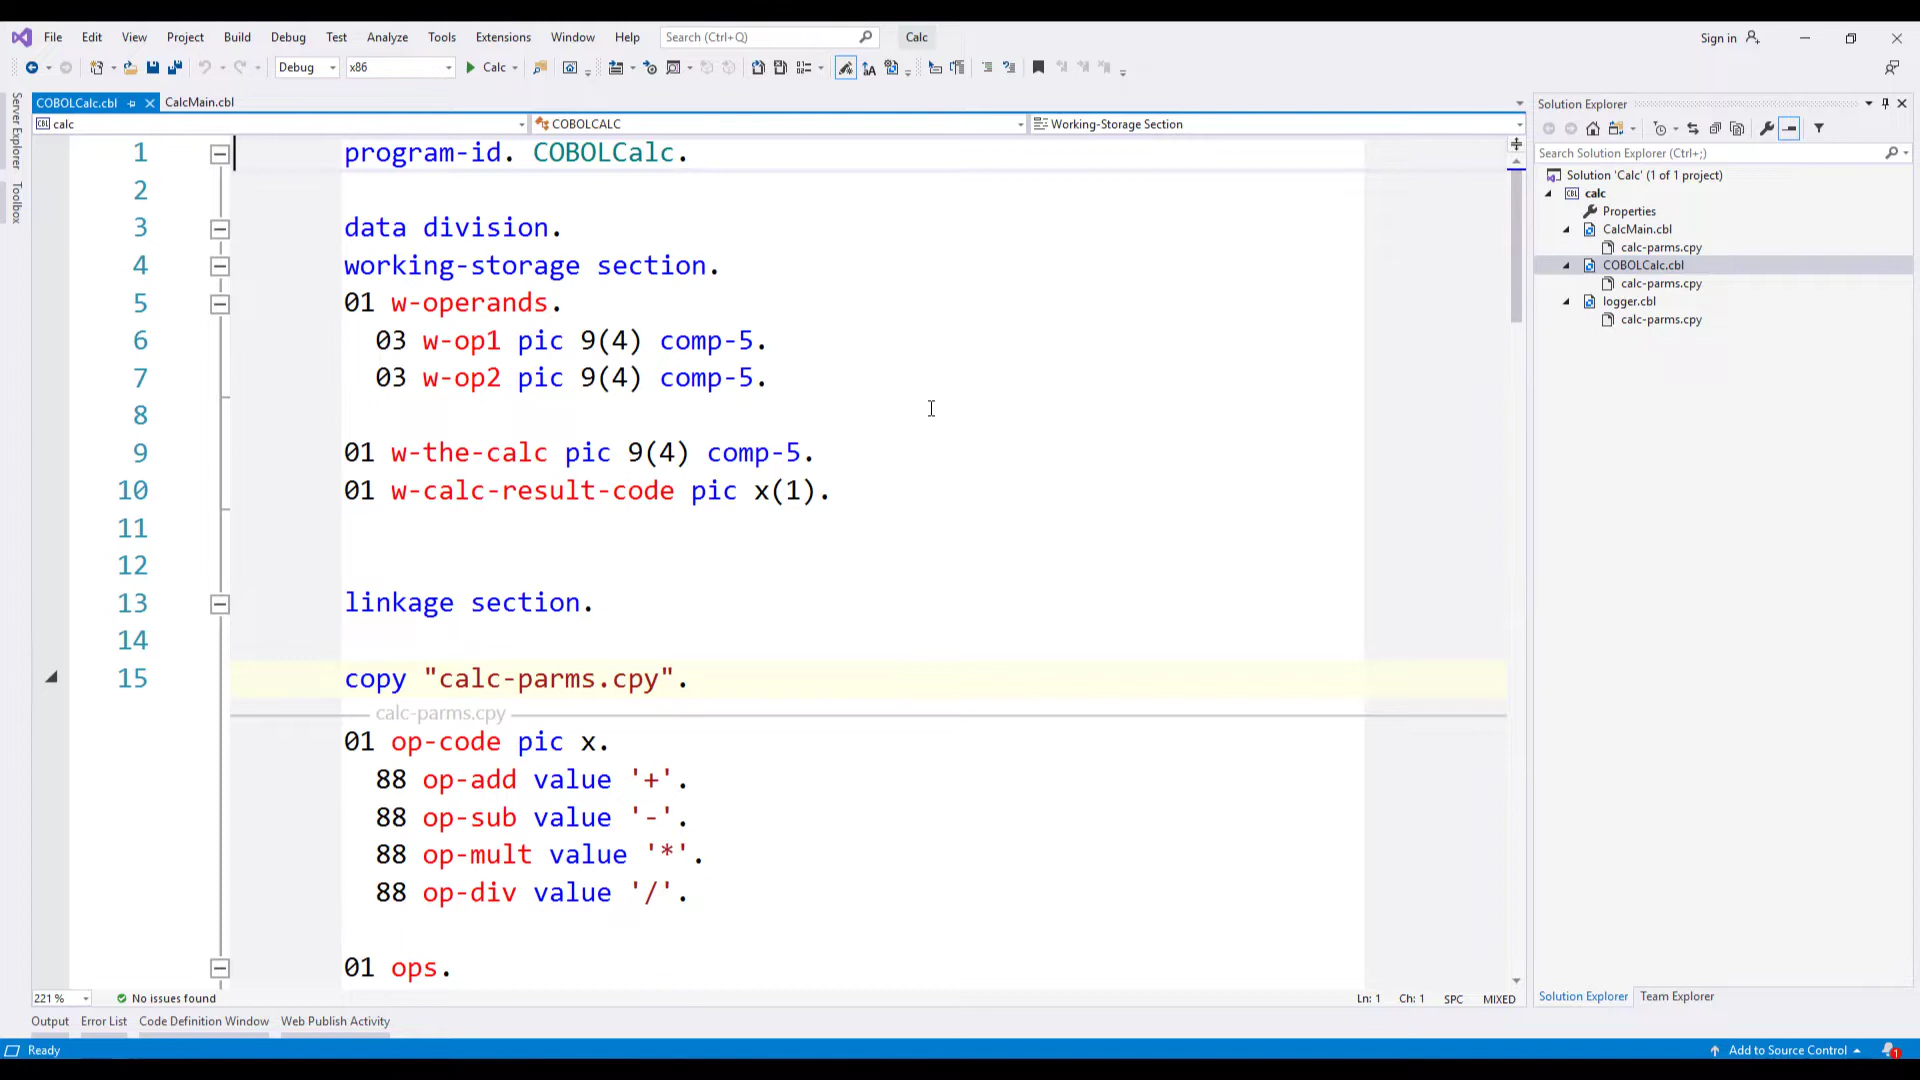 File Edit View Project Build Debug Test Analyze Tools Extensions Window Help Search (Ctrl+Q) Calc Sign in
Debug x86 Calc
COBOLCalc.cbl CalcMain.cbl
calc COBOLCALC Working-Storage Section
Server Explorer
Toolbox
1 program-id. COBOLCalc.
2
3 data division.
4 working-storage section.
5 01 w-operands.
6 03 w-op1 pic 9(4) comp-5.
7 03 w-op2 pic 9(4) comp-5.
8
9 01 w-the-calc pic 9(4) comp-5.
10 01 w-calc-result-code pic x(1).
11
12
13 linkage section.
14
15 copy "calc-parms.cpy".
calc-parms.cpy
01 op-code pic x.
88 op-add value '+'.
88 op-sub value '-'.
88 op-mult value '*'.
88 op-div value '/'.
01 ops.
221 % No issues found Ln: 1 Ch: 1 SPC MIXED
Output Error List Code Definition Window Web Publish Activity
Ready
Solution Explorer
Search Solution Explorer (Ctrl+;)
Solution 'Calc' (1 of 1 project)
CBL calc
Properties
CalcMain.cbl
calc-parms.cpy
COBOLCalc.cbl
calc-parms.cpy
logger.cbl
calc-parms.cpy
Solution Explorer Team Explorer
Add to Source Control 1